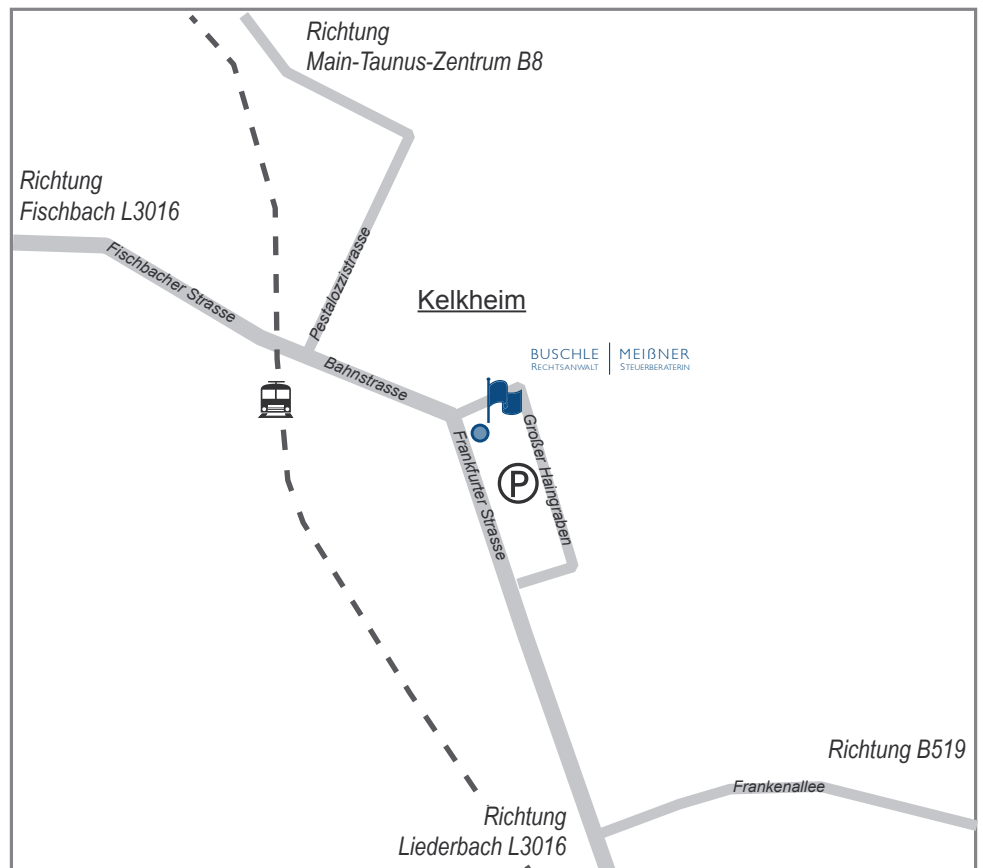 Richtung
Main-Taunus-Zentrum B8
Richtung
Fischbach L3016
Fischbacher Strasse
Pestalozzistrasse
Kelkheim
Bahnstrasse
BUSCHLE | MEIßNER
RECHTSANWALT | STEUERBERATERIN
Frankfurter Strasse
Großer Haingraben
P
Richtung B519
Frankenallee
Richtung
Liederbach L3016